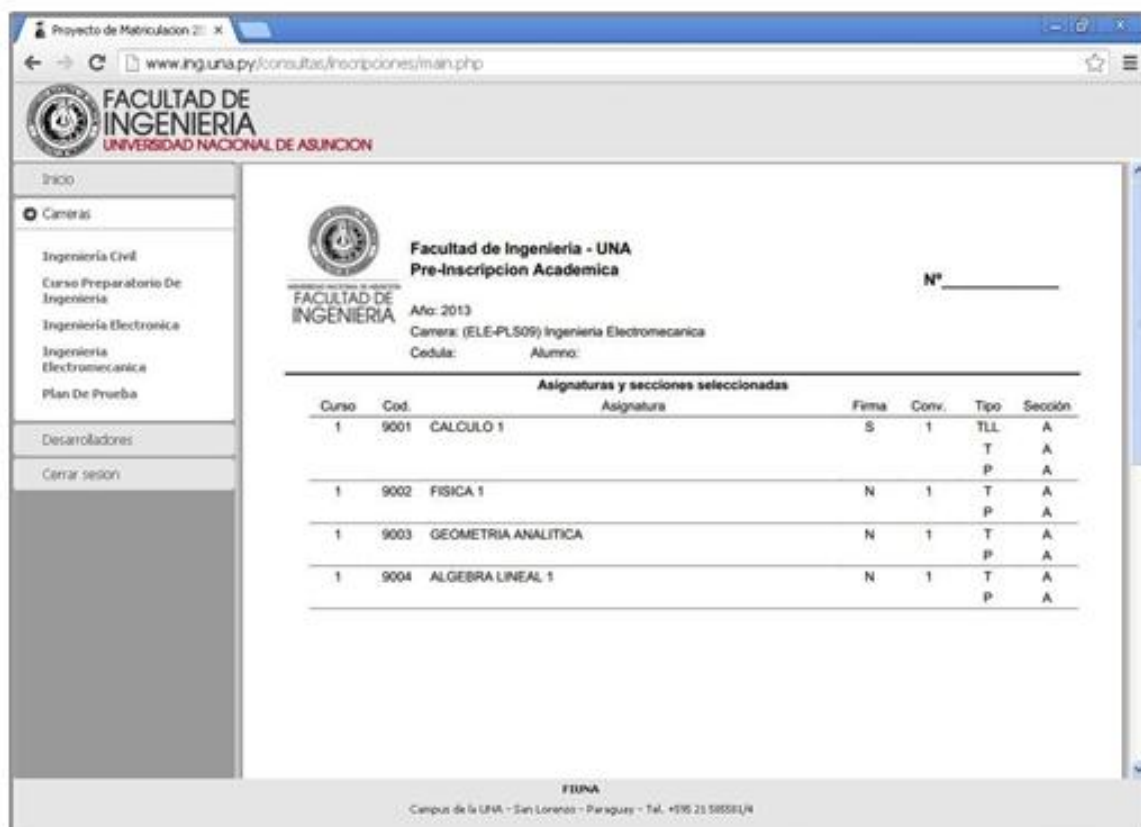 Proyecto de Matriculacion 2
www.ing.una.py/consultas/inscripciones/main.php
FACULTAD DE
INGENIERIA
UNIVERSIDAD NACIONAL DE ASUNCION
Inicio
Carreras
Ingeniería Civil
Curso Preparatorio De
Ingenieria
Ingeniería Electronica
Ingenieria
Electromecanica
Plan De Prueba
Desarrolladores
Cerrar sesion
FACULTAD DE
INGENIERIA
Facultad de Ingenieria - UNA
Pre-Inscripcion Academica
Nº
Año: 2013
Carrera: (ELE-PLS09) Ingenieria Electromecanica
Cedula: Alumno:
Asignaturas y secciones seleccionadas
Curso Cod. Asignatura Firma Conv. Tipo Sección
1 9001 CALCULO 1 S 1 TLL A
T A
P A
1 9002 FISICA 1 N 1 T A
P A
1 9003 GEOMETRIA ANALITICA N 1 T A
P A
1 9004 ALGEBRA LINEAL 1 N 1 T A
P A
FIUNA
Campus de la UNA - San Lorenzo - Paraguay - Tel. +595 21